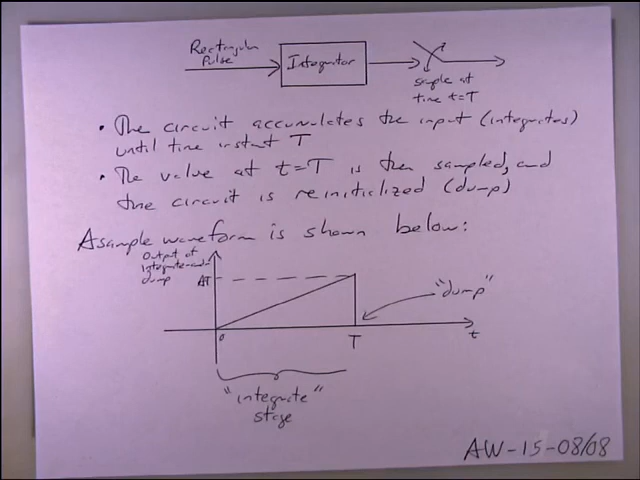 Rectangular
Pulse
Integrator
sample at
time t=T
• The circuit accumulates the input (integrates)
until time instant T
• The value at t=T is then sampled, and
the circuit is reinitialized (dump)
A sample waveform is shown below:
Output of
integrate-and-
dump
AT
"dump"
0
T
t
"integrate"
stage
AW-15-08/08